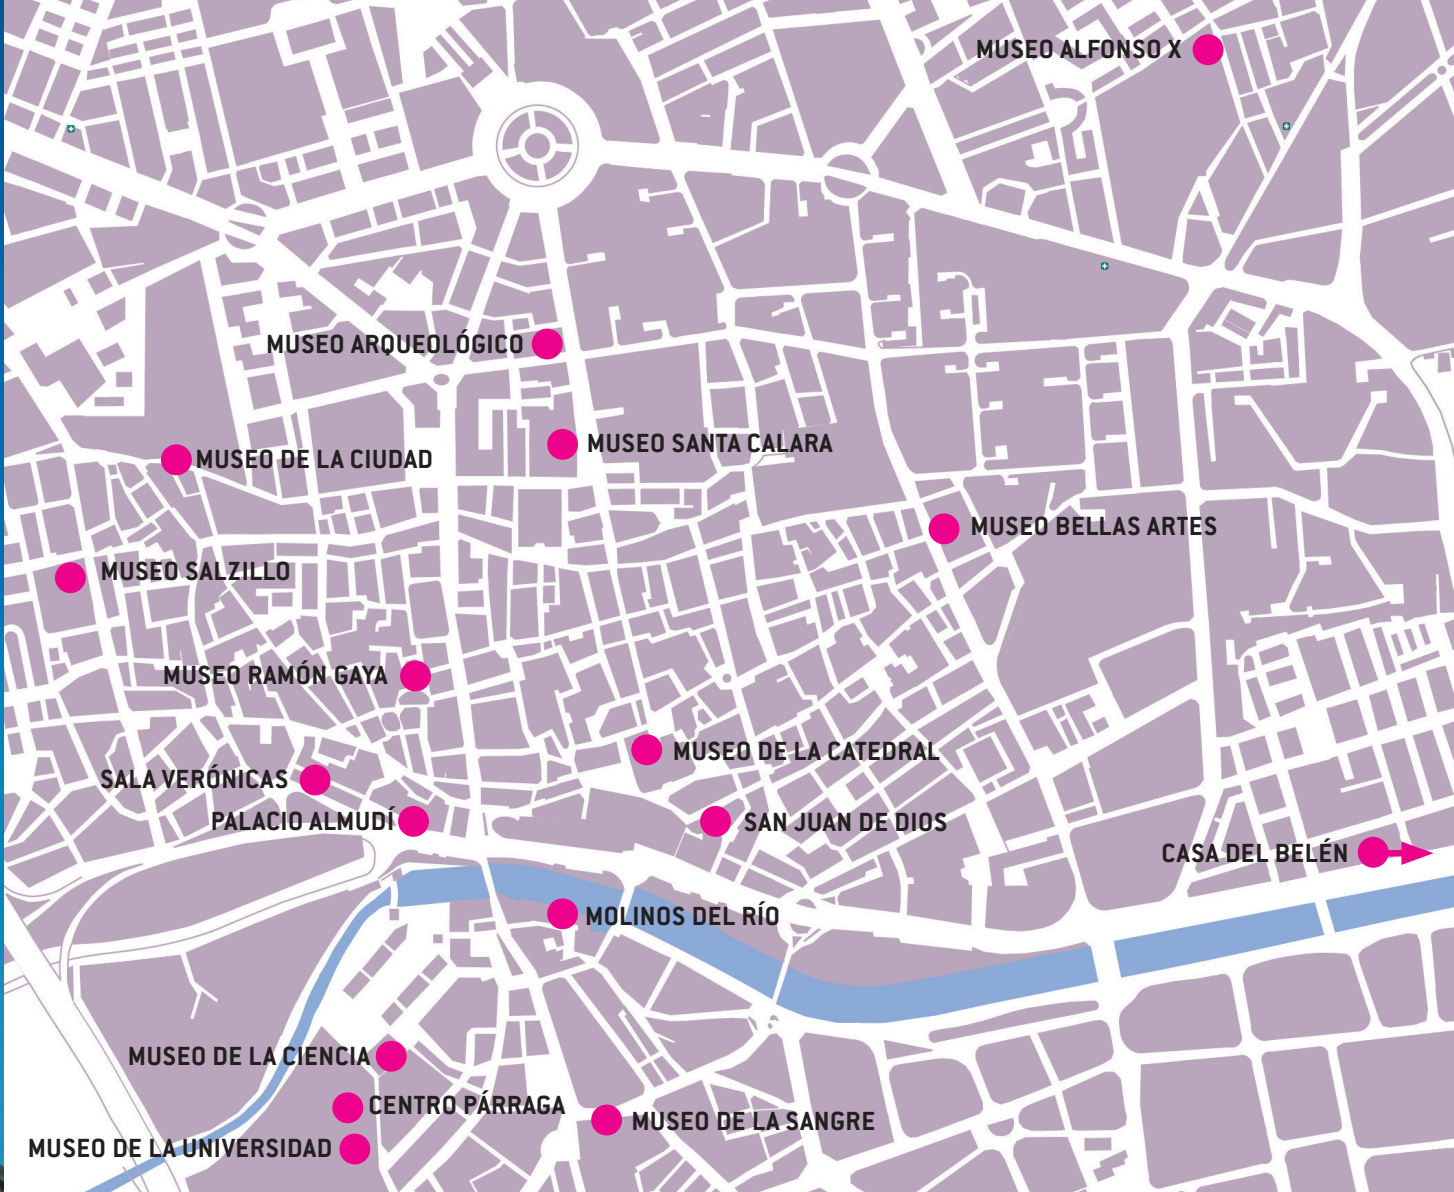 MUSEO ALFONSO X
MUSEO ARQUEOLÓGICO
MUSEO SANTA CALARA
MUSEO DE LA CIUDAD
MUSEO BELLAS ARTES
MUSEO SALZILLO
MUSEO RAMÓN GAYA
MUSEO DE LA CATEDRAL
SALA VERÓNICAS
PALACIO ALMUDÍ
SAN JUAN DE DIOS
CASA DEL BELÉN
MOLINOS DEL RÍO
MUSEO DE LA CIENCIA
CENTRO PÁRRAGA
MUSEO DE LA SANGRE
MUSEO DE LA UNIVERSIDAD